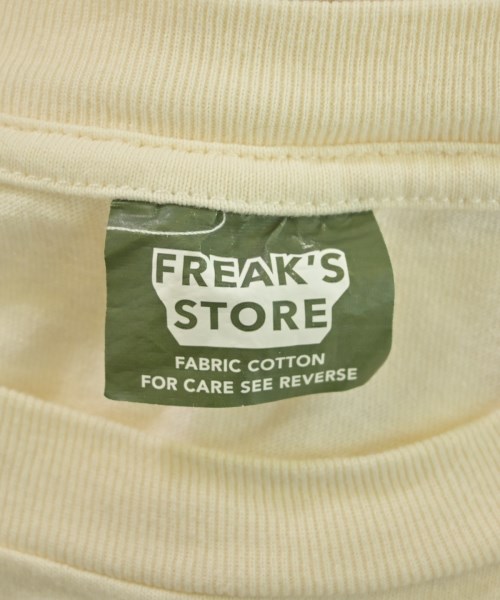 FREAK'S
STORE
FABRIC COTTON
FOR CARE SEE REVERSE